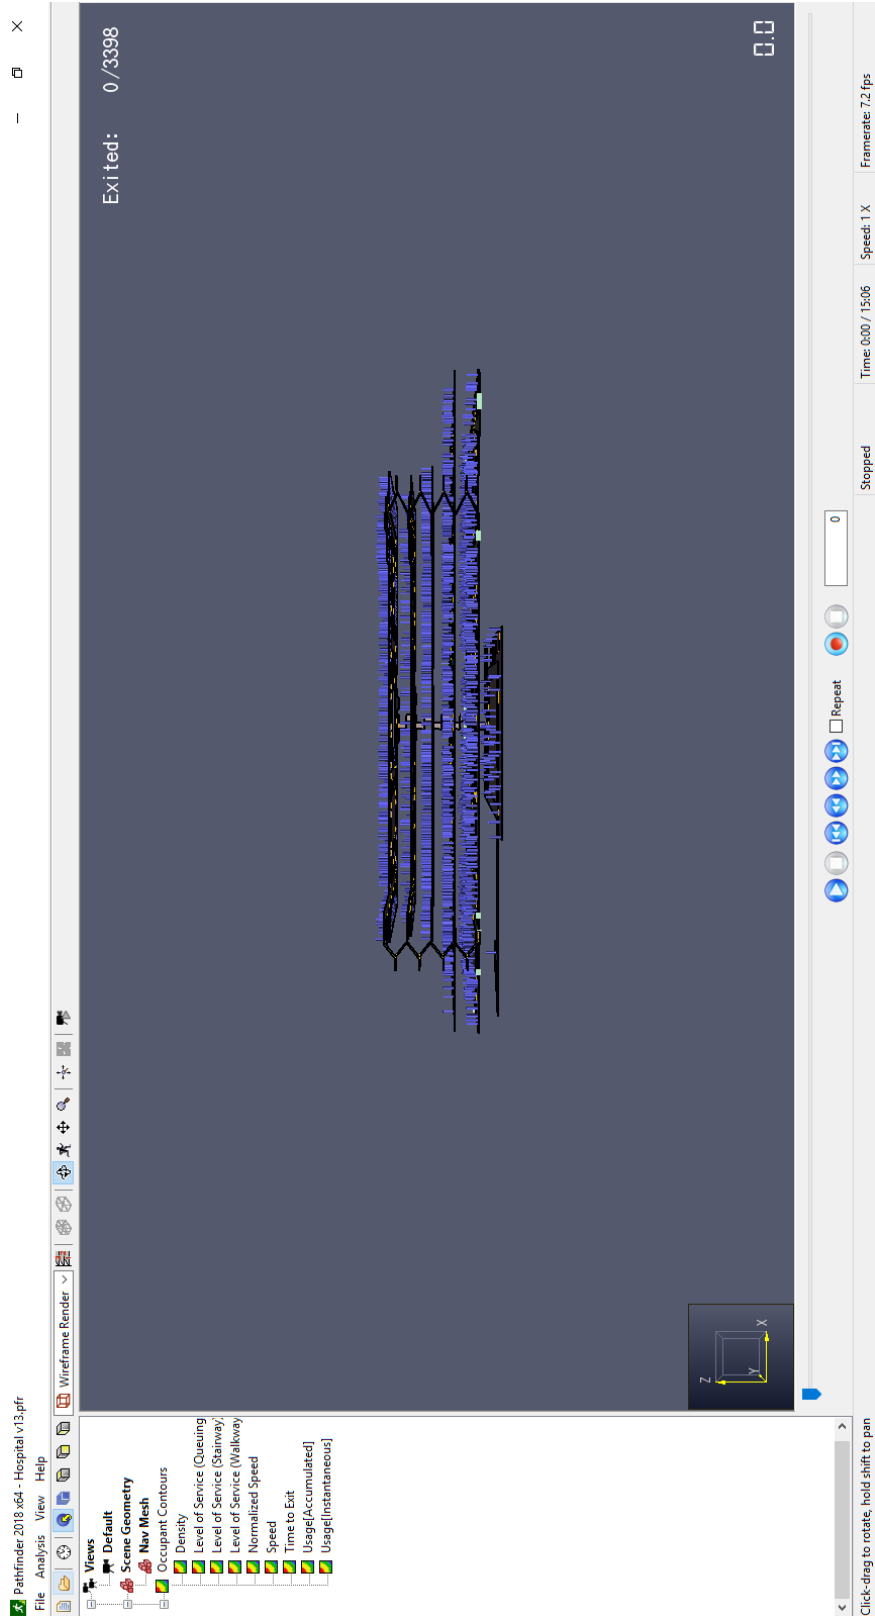 Pathfinder 2018 x64 - Hospital v13.pfr
File Analysis View Help
Wireframe Render
Views
Default
Scene Geometry
Nav Mesh
Occupant Contours
Density
Level of Service (Queuing
Level of Service (Stairway)
Level of Service (Walkway
Normalized Speed
Speed
Time to Exit
Usage[Accumulated]
Usage[Instantaneous]
Exited: 0/3398
Z
Y
X
0.0
Repeat
0
Click-drag to rotate, hold shift to pan
Stopped
Time: 0:00 / 15:06
Speed: 1 X
Framerate: 7.2 fps